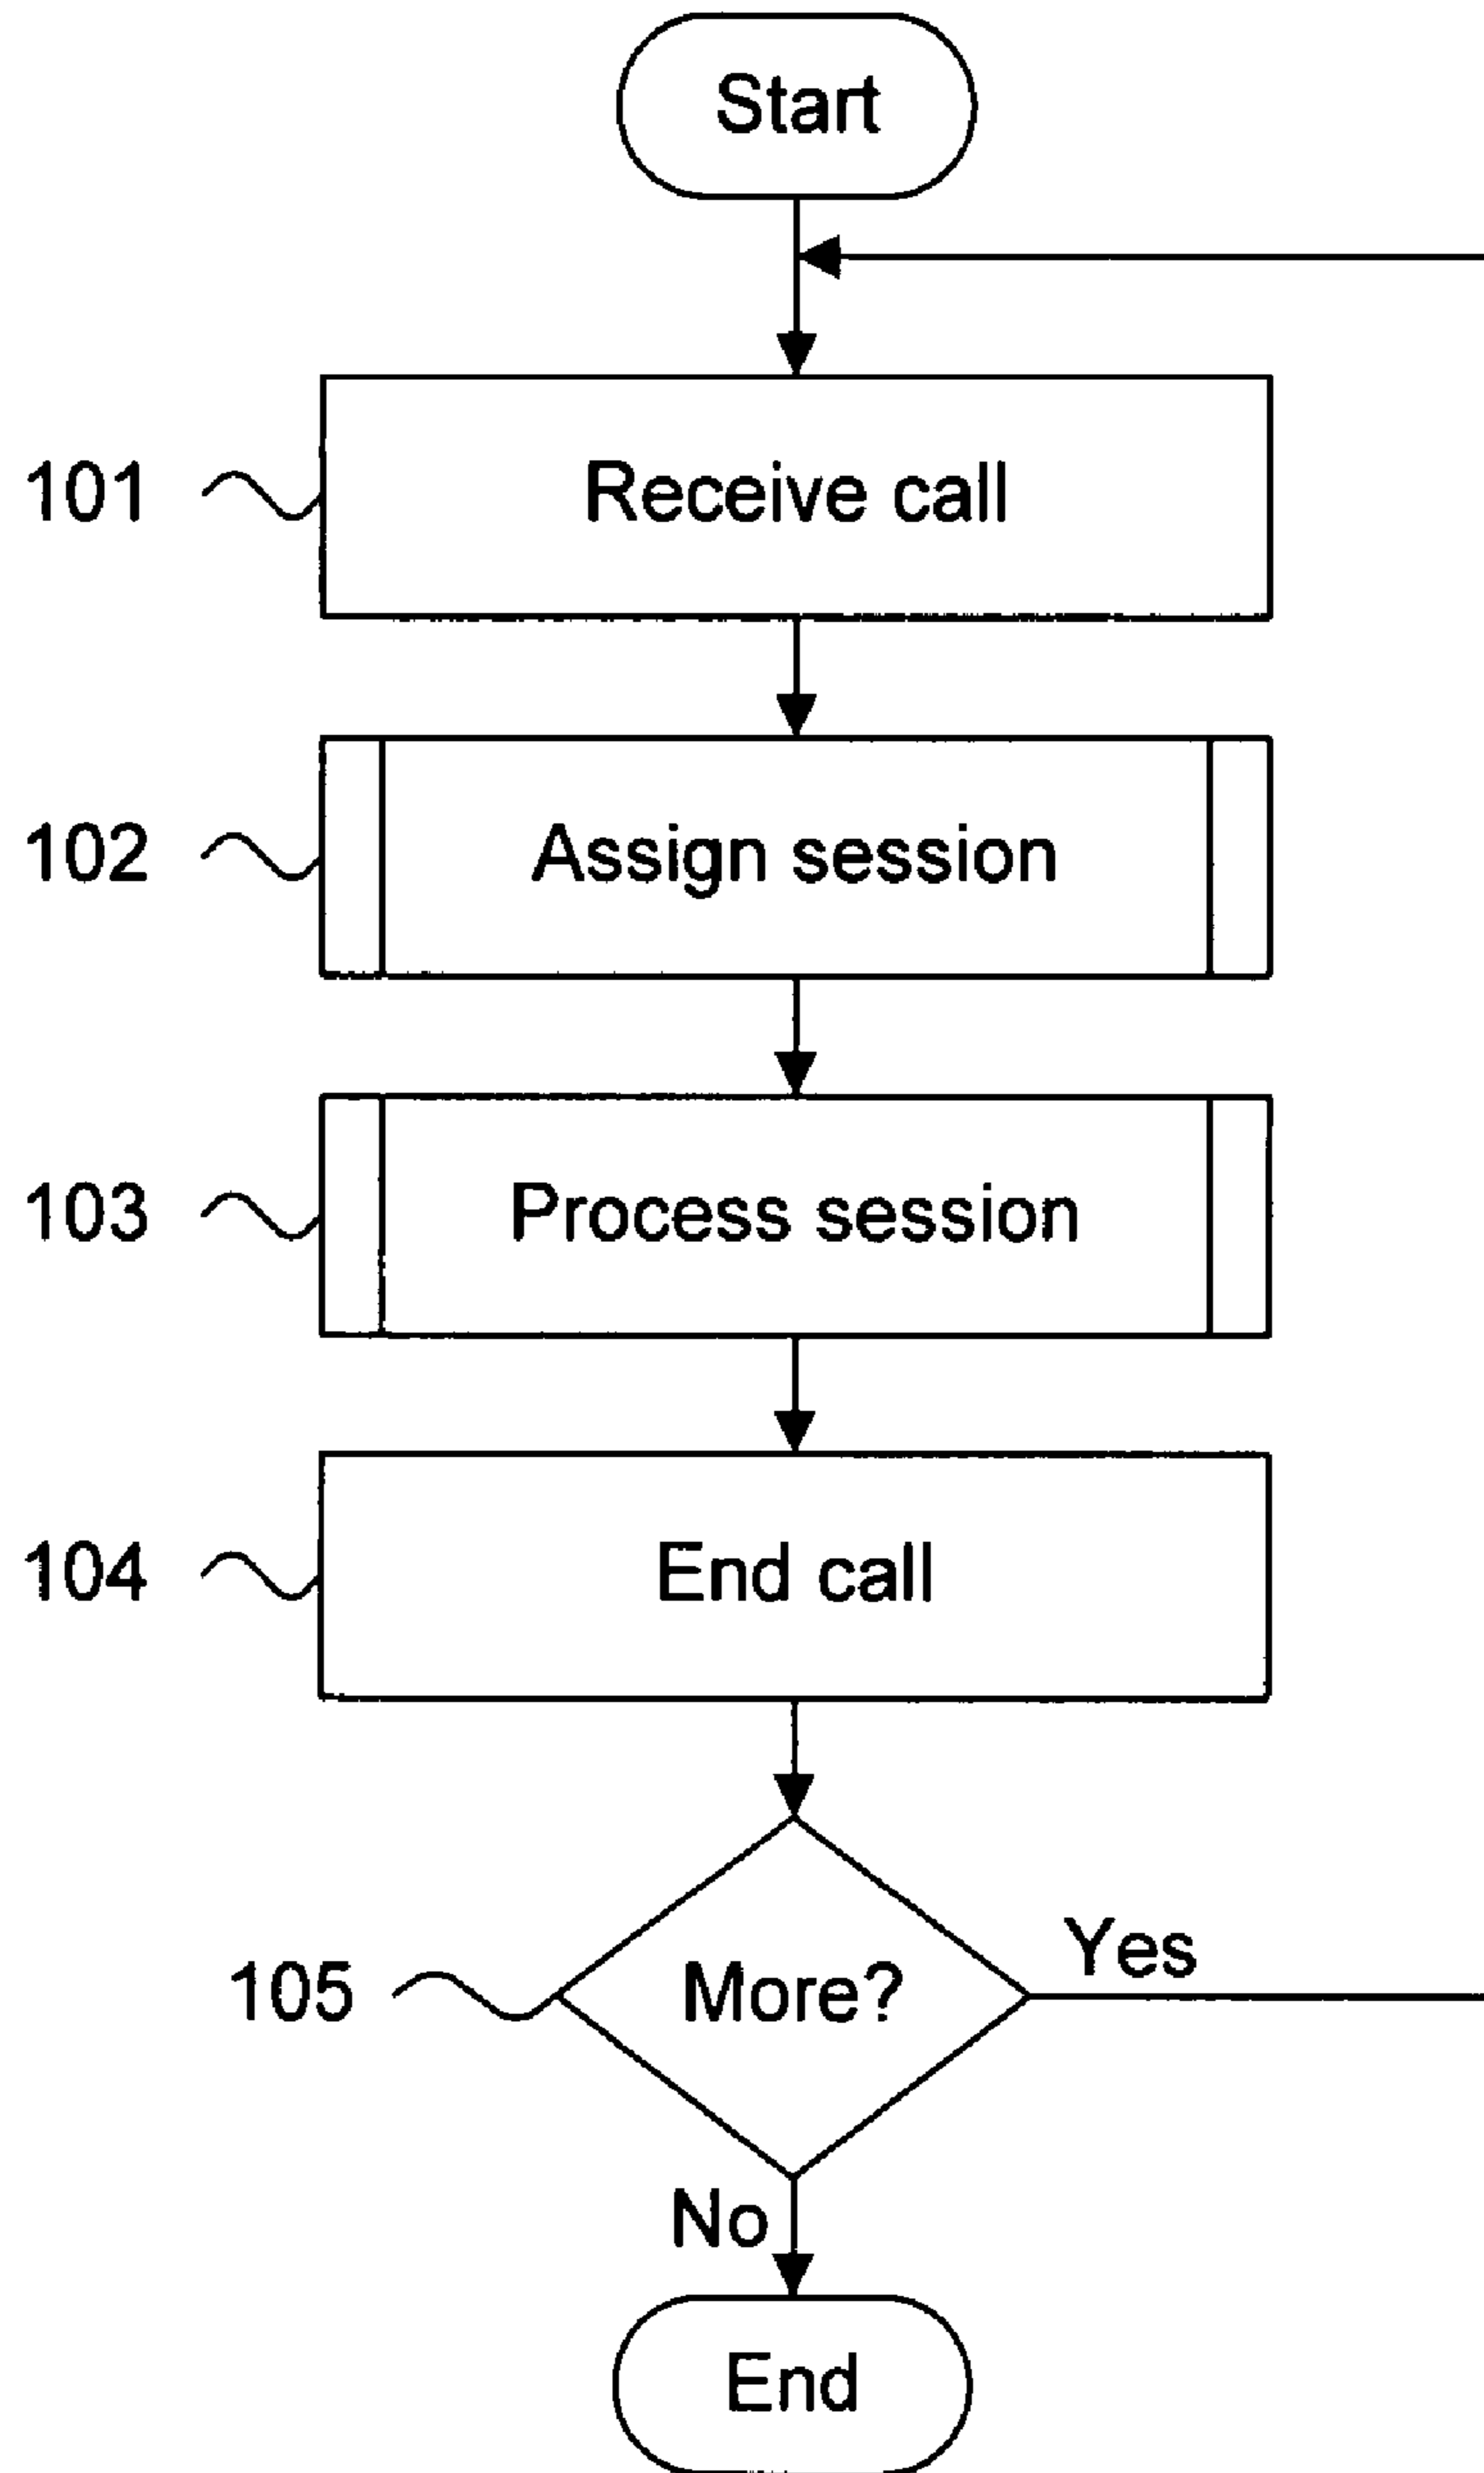 Start
101 Receive call
102 Assign session
103 Process session
104 End call
105 More? Yes
No
End